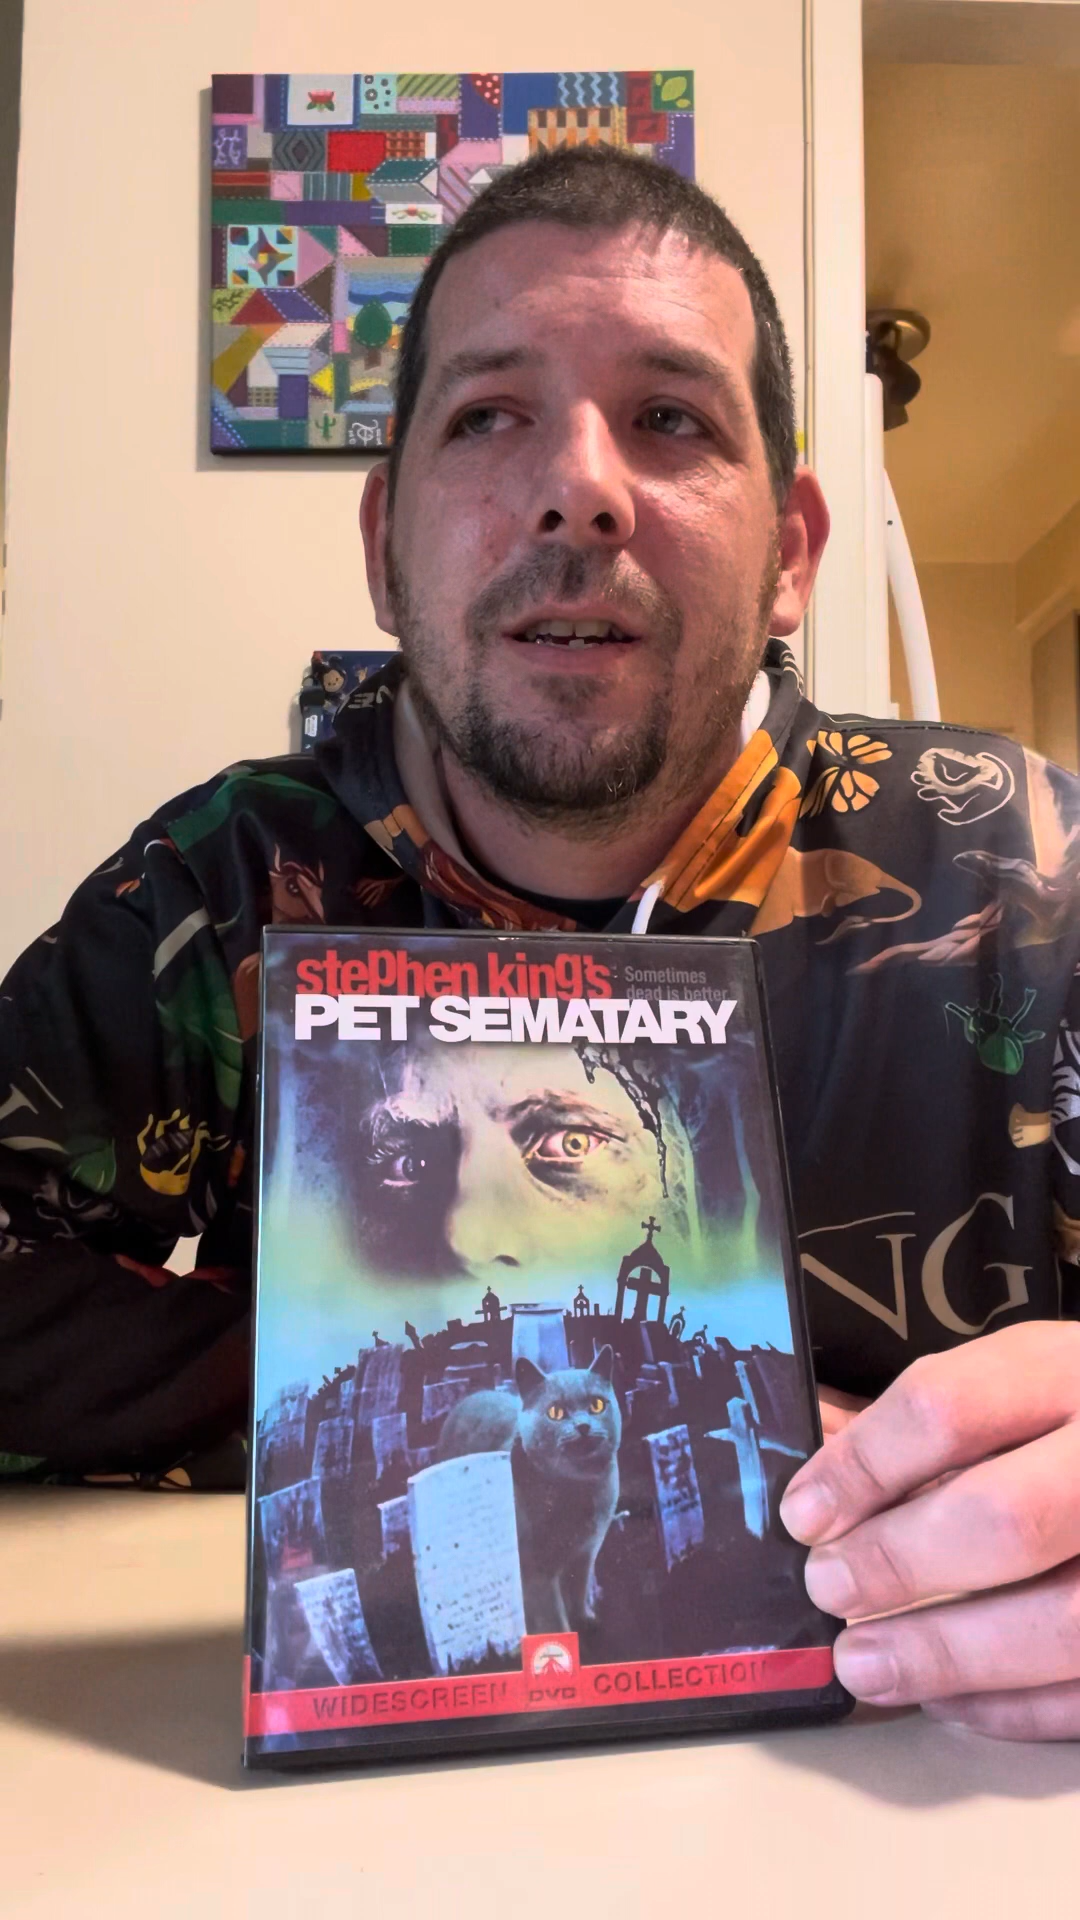 stephen king's
Sometimes
dead is better.
PET SEMATARY
NG
WIDESCREEN DVD COLLECTION